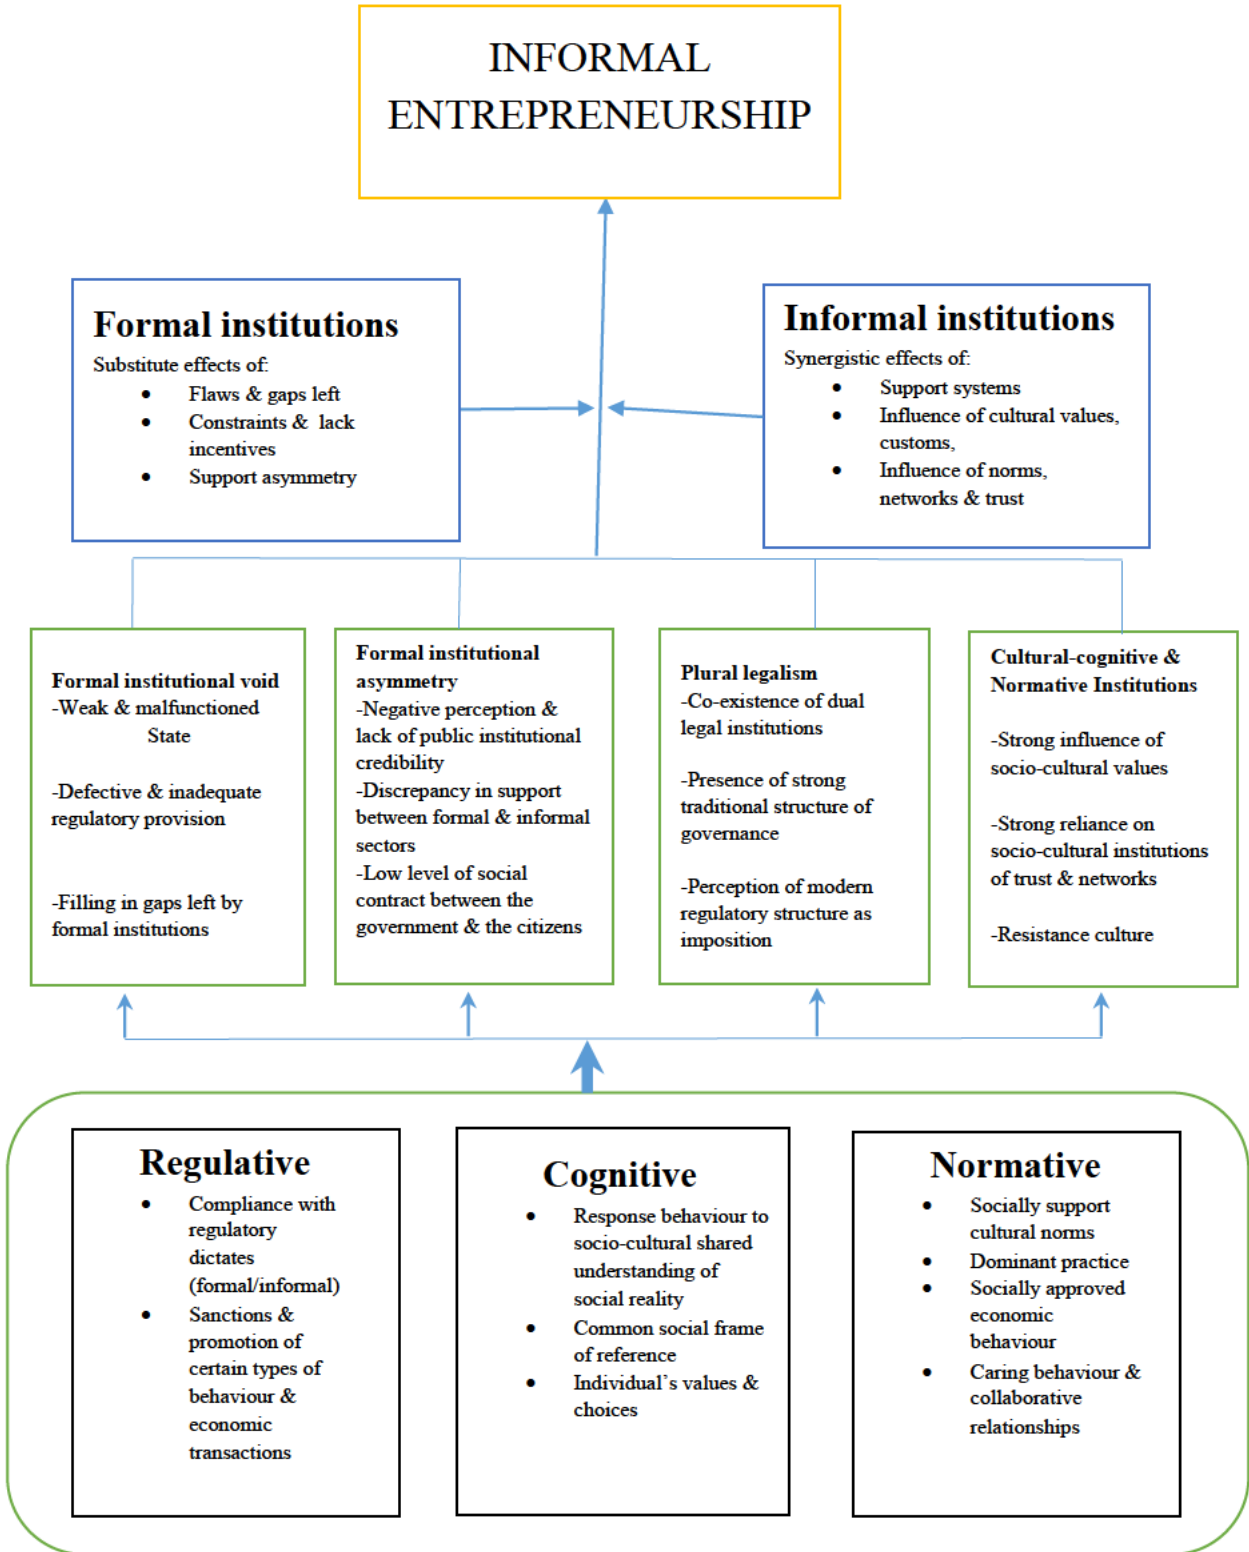 INFORMAL
ENTREPRENEURSHIP
Formal institutions
Substitute effects of:
• Flaws & gaps left
• Constraints & lack
incentives
• Support asymmetry
Informal institutions
Synergistic effects of:
• Support systems
• Influence of cultural values,
customs,
• Influence of norms,
networks & trust
Formal institutional void
-Weak & malfunctioned
State
-Defective & inadequate
regulatory provision
-Filling in gaps left by
formal institutions
Formal institutional
asymmetry
-Negative perception &
lack of public institutional
credibility
-Discrepancy in support
between formal & informal
sectors
-Low level of social
contract between the
government & the citizens
Plural legalism
-Co-existence of dual
legal institutions
-Presence of strong
traditional structure of
governance
-Perception of modern
regulatory structure as
imposition
Cultural-cognitive &
Normative Institutions
-Strong influence of
socio-cultural values
-Strong reliance on
socio-cultural institutions
of trust & networks
-Resistance culture
Regulative
• Compliance with
regulatory
dictates
(formal/informal)
• Sanctions &
promotion of
certain types of
behaviour &
economic
transactions
Cognitive
• Response behaviour to
socio-cultural shared
understanding of
social reality
• Common social frame
of reference
• Individual’s values &
choices
Normative
• Socially support
cultural norms
• Dominant practice
• Socially approved
economic
behaviour
• Caring behaviour &
collaborative
relationships